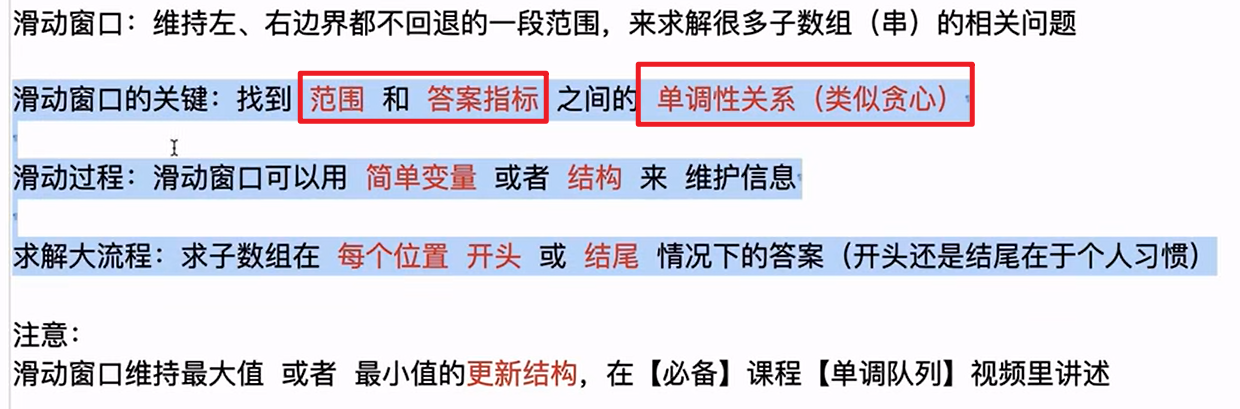 滑动窗口：维持左、右边界都不回退的一段范围，来求解很多子数组（串）的相关问题
滑动窗口的关键：找到 范围 和 答案指标 之间的 单调性关系（类似贪心）
滑动过程：滑动窗口可以用 简单变量 或者 结构 来 维护信息
求解大流程：求子数组在 每个位置 开头 或 结尾 情况下的答案（开头还是结尾在于个人习惯）
注意：
滑动窗口维持最大值 或者 最小值的更新结构，在【必备】课程【单调队列】视频里讲述